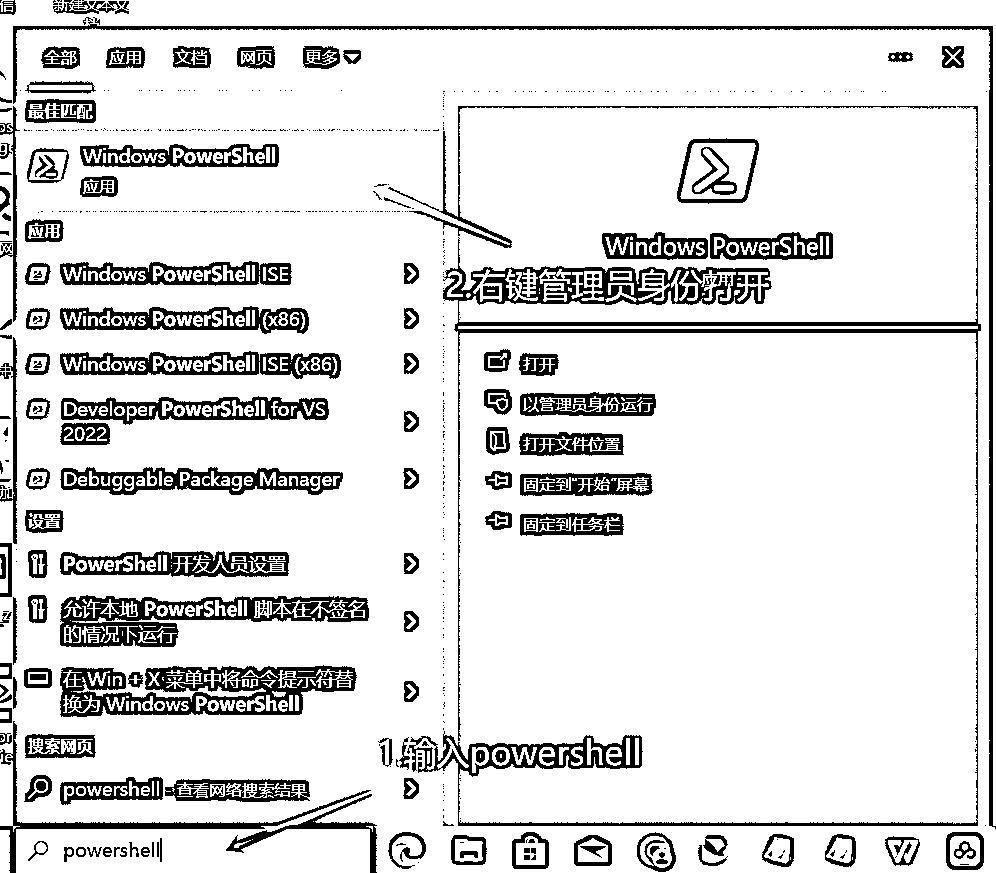 新建文本文
档
全部 应用 文档 网页 更多
最佳匹配
Windows PowerShell
应用
应用
Windows PowerShell ISE
Windows PowerShell (x86)
Windows PowerShell ISE (x86)
Developer PowerShell for VS
2022
Debuggable Package Manager
设置
PowerShell 开发人员设置
允许本地 PowerShell 脚本在不签名
的情况下运行
在 Win + X 菜单中将命令提示符替
换为 Windows PowerShell
搜索网页
powershell - 查看网络搜索结果
powershell
Windows PowerShell
2.右键管理员身份打开
打开
以管理员身份运行
打开文件位置
固定到"开始"屏幕
固定到任务栏
1.输入powershell